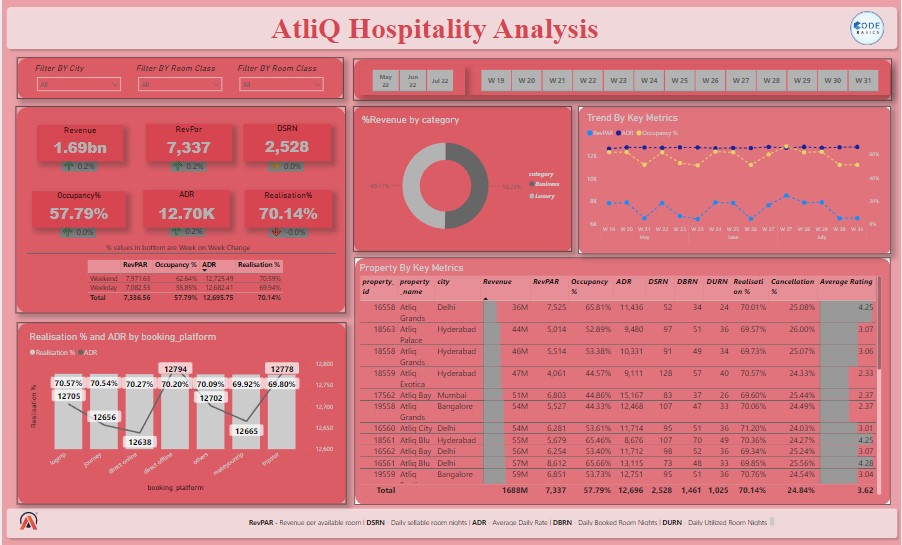 AtliQ Hospitality Analysis
CODE
BASICS
Filter BY City
Filter BY Room Class
Filter BY Room Class
All
All
All
May 22
Jun 22
Jul 22
W 19
W 20
W 21
W 22
W 23
W 24
W 25
W 26
W 27
W 28
W 29
W 30
W 31
Revenue
1.69bn
0.2%
RevPar
7,337
0.2%
DSRN
2,528
0.0%
Occupancy%
57.79%
0.0%
ADR
12.70K
0.2%
Realisation%
70.14%
-0.0%
% values in bottom are Week on Week Change
RevPAR Occupancy % ADR Realisation %
Weekend 7,971.63 62.64% 12,725.49 70.59%
Weekday 7,082.53 55.85% 12,682.41 69.94%
Total 7,336.56 57.79% 12,695.75 70.14%
%Revenue by category
category
Business
Luxury
Trend By Key Metrics
RevPAR ADR Occupancy %
12K
10K
8K
6K
60%
40%
20%
0%
W 19 W 20 W 21 W 22 W 23 W 24 W 25 W 26 W 27 W 28 W 29 W 30 W 31
May June July
Realisation % and ADR by booking_platform
Realisation % ADR
Realisation %
12794
12778
12,800
70.57% 70.54% 70.27% 70.20% 70.09% 69.92% 69.80%
12,750
12705
12702
12,700
12656
12638
12665
12,650
12,600
logtrip
journey
direct online
direct offline
others
makeyourtrip
tripster
booking_platform
Property By Key Metrics
property_id property_name city Revenue RevPAR Occupancy % ADR DSRN DBRN DURN Realisation % Cancellation % Average Rating
16558 Atliq Grands Delhi 36M 7,525 65.81% 11,436 52 34 24 70.01% 25.08% 4.25
18563 Atliq Palace Hyderabad 44M 5,014 52.89% 9,480 97 51 36 69.57% 26.00% 3.07
18558 Atliq Grands Hyderabad 46M 5,514 53.38% 10,331 91 49 34 69.73% 25.07% 3.06
18559 Atliq Exotica Hyderabad 47M 4,061 44.57% 9,111 128 57 40 70.57% 24.33% 2.33
17562 Atliq Bay Mumbai 51M 6,803 44.86% 15,167 83 37 26 69.60% 25.44% 2.37
19558 Atliq Grands Bangalore 54M 5,527 44.33% 12,468 107 47 33 70.06% 24.49% 2.37
16560 Atliq City Delhi 54M 6,281 53.61% 11,714 95 51 36 71.20% 24.03% 3.01
18561 Atliq Blu Hyderabad 55M 5,679 65.46% 8,676 107 70 49 70.36% 24.27% 4.25
16562 Atliq Bay Delhi 56M 6,254 53.40% 11,712 98 52 36 69.34% 25.24% 3.07
16561 Atliq Blu Delhi 57M 8,612 65.66% 13,115 73 48 33 69.85% 25.56% 4.28
19559 Atliq Bangalore 59M 6,851 53.73% 12,751 95 51 36 70.76% 24.54% 3.04
Total 1688M 7,337 57.79% 12,696 2,528 1,461 1,025 70.14% 24.84% 3.62
RevPAR - Revenue per available room | DSRN - Daily sellable room nights | ADR - Average Daily Rate | DBRN - Daily Booked Room Nights | DURN - Daily Utilized Room Nights